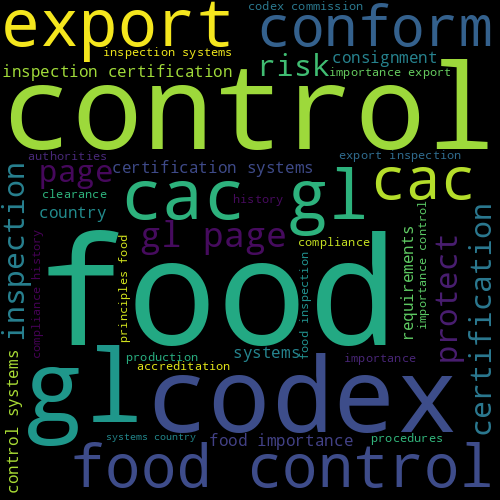 codex commission
export
conform
inspection systems
consignment
inspection certification
risk
importance export
control
authorities
export inspection
page
certification systems
cac
clearance
cac
gl
history
country
gl page
compliance
inspection
compliance history
principles food
food
food inspection
requirements
importance control
protect
certification
production
systems
importance
accreditation
gl
codex
control systems
systems country
food importance
procedures
food control